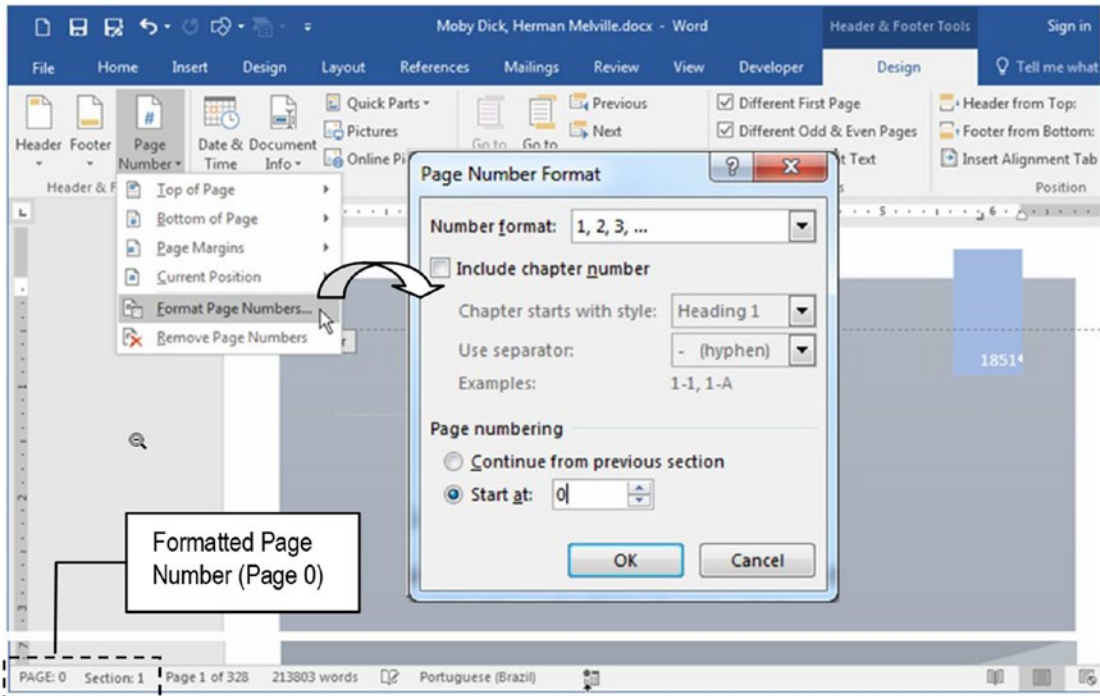 Moby Dick, Herman Melville.docx - Word
Header & Footer Tools
Sign in
File Home Insert Design Layout References Mailings Review View Developer Design Tell me what
Header Footer Page Number
Date & Time
Document Info
Quick Parts
Pictures
Online Pi
Go to Go to
Previous
Next
Different First Page
Different Odd & Even Pages
t Text
Header from Top:
Footer from Bottom:
Insert Alignment Tab
Header & F
Position
Top of Page
Bottom of Page
Page Margins
Current Position
Format Page Numbers...
Remove Page Numbers
Page Number Format
Number format: 1, 2, 3, ...
Include chapter number
Chapter starts with style: Heading 1
Use separator: - (hyphen)
Examples: 1-1, 1-A
Page numbering
Continue from previous section
Start at: 0
OK Cancel
1851¶
Formatted Page
Number (Page 0)
PAGE: 0 Section: 1 Page 1 of 328 213803 words Portuguese (Brazil)